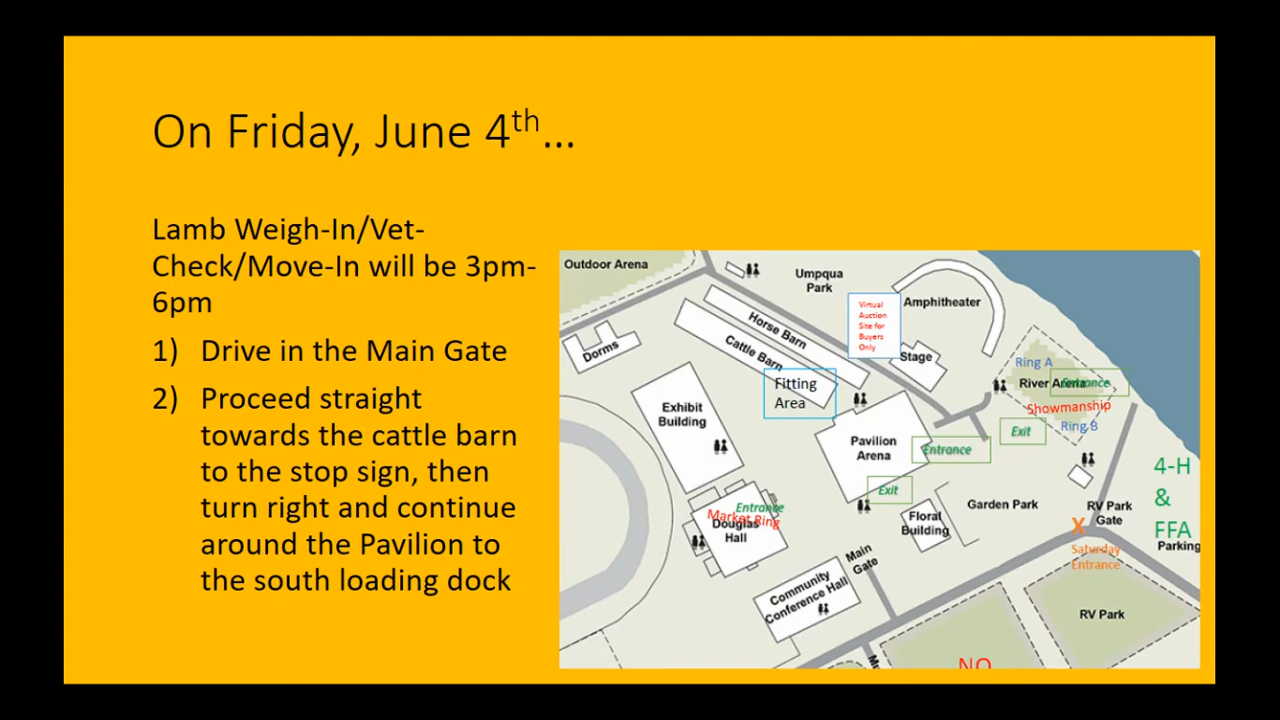 On Friday, June 4th...
Lamb Weigh-In/Vet-
Check/Move-In will be 3pm-
6pm
1) Drive in the Main Gate
2) Proceed straight
towards the cattle barn
to the stop sign, then
turn right and continue
around the Pavilion to
the south loading dock
Outdoor Arena
Umpqua
Park
Amphitheater
Virtual
Auction
Site for
Buyers
Only
Horse Barn
Cattle Barn
Dorms
Stage
Fitting
Area
Ring A
River Arena
Entrance
Showmanship
Ring B
Exit
Exhibit
Building
Pavilion
Arena
Entrance
Exit
4-H
&
FFA
Parking
Garden Park
RV Park
Gate
X
Saturday
Entrance
Floral
Building
Entrance
Market Ring
Douglas
Hall
Main
Gate
Community
Conference Hall
RV Park
NO